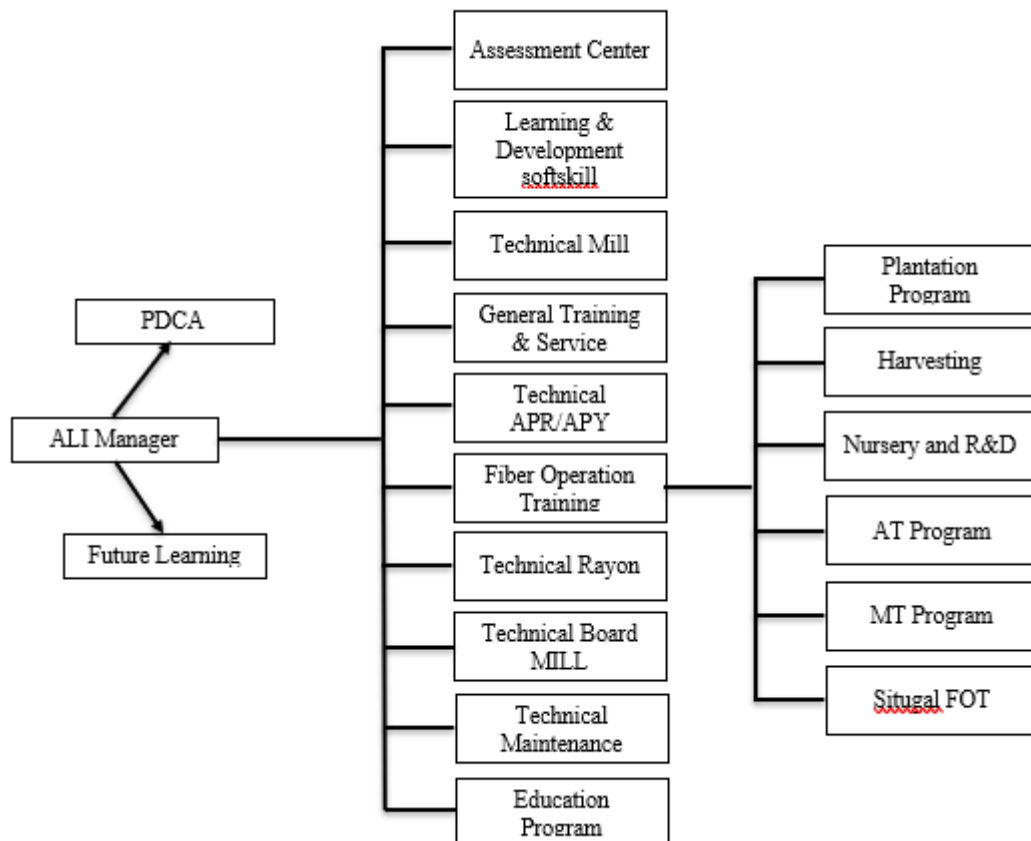 PDCA
ALI Manager
Future Learning
Assessment Center
Learning &
Development
softskill
Technical Mill
General Training
& Service
Technical
APR/APY
Fiber Operation
Training
Technical Rayon
Technical Board
MILL
Technical
Maintenance
Education
Program
Plantation
Program
Harvesting
Nursery and R&D
AT Program
MT Program
Situgal FOT